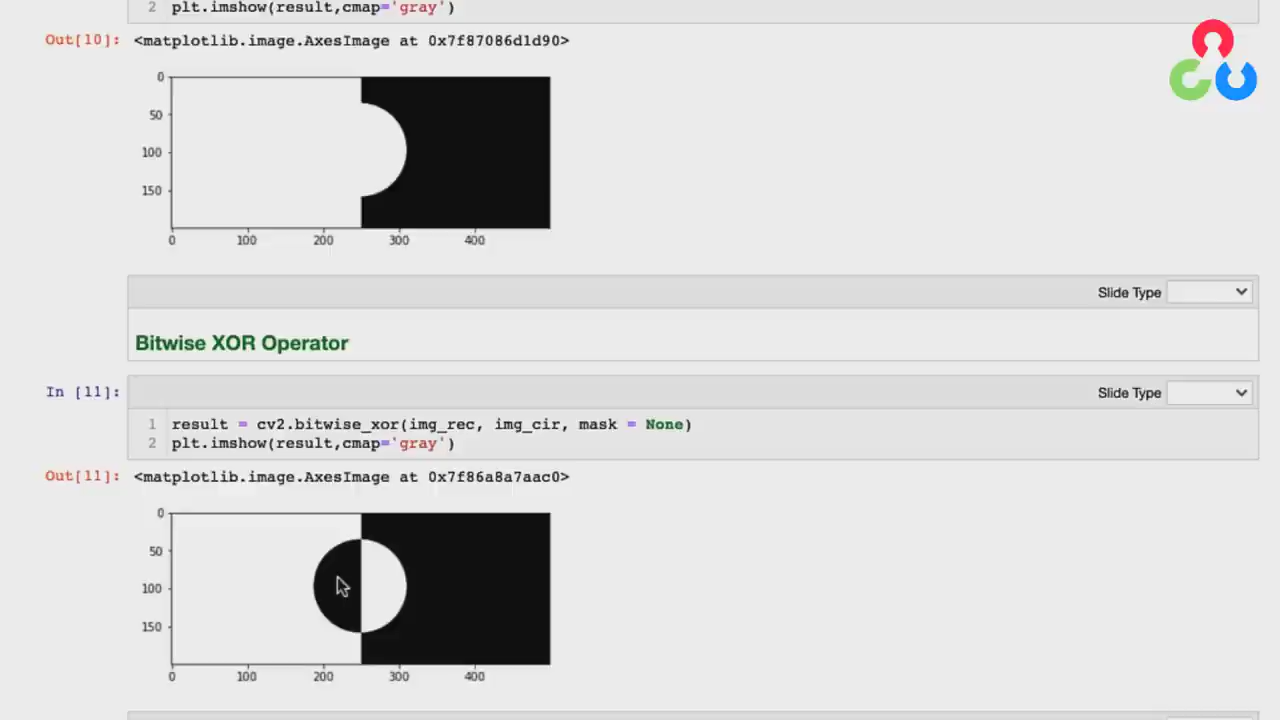 2 plt.imshow(result,cmap='gray')
Out[10]: <matplotlib.image.AxesImage at 0x7f87086d1d90>
0
50
100
150
0 100 200 300 400
Slide Type
Bitwise XOR Operator
In [11]:
Slide Type
1 result = cv2.bitwise_xor(img_rec, img_cir, mask = None)
2 plt.imshow(result,cmap='gray')
Out[11]: <matplotlib.image.AxesImage at 0x7f86a8a7aac0>
0
50
100
150
0 100 200 300 400